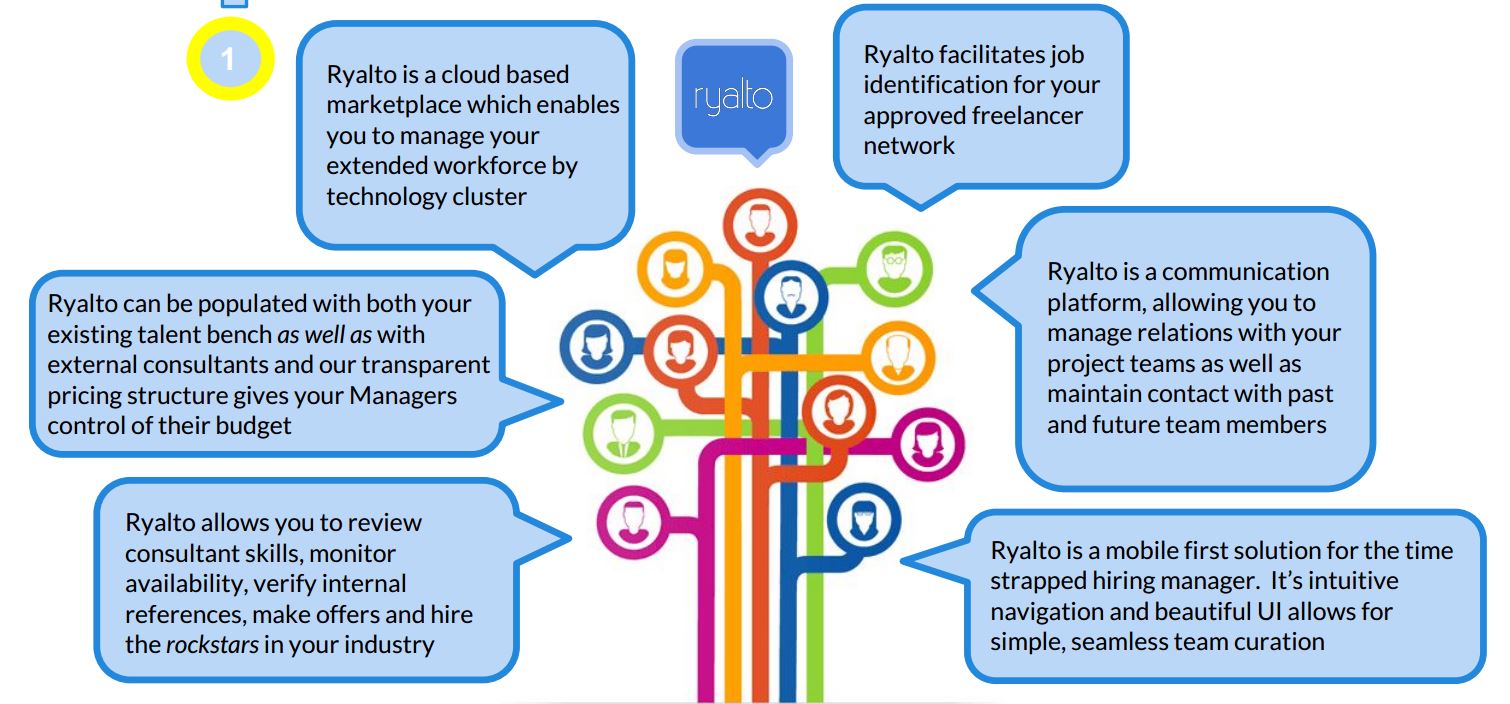 1
Ryalto is a cloud based
marketplace which enables
you to manage your
extended workforce by
technology cluster
ryalto
Ryalto facilitates job
identification for your
approved freelancer
network
Ryalto can be populated with both your
existing talent bench as well as with
external consultants and our transparent
pricing structure gives your Managers
control of their budget
Ryalto is a communication
platform, allowing you to
manage relations with your
project teams as well as
maintain contact with past
and future team members
Ryalto allows you to review
consultant skills, monitor
availability, verify internal
references, make offers and hire
the rockstars in your industry
Ryalto is a mobile first solution for the time
strapped hiring manager.  It’s intuitive
navigation and beautiful UI allows for
simple, seamless team curation